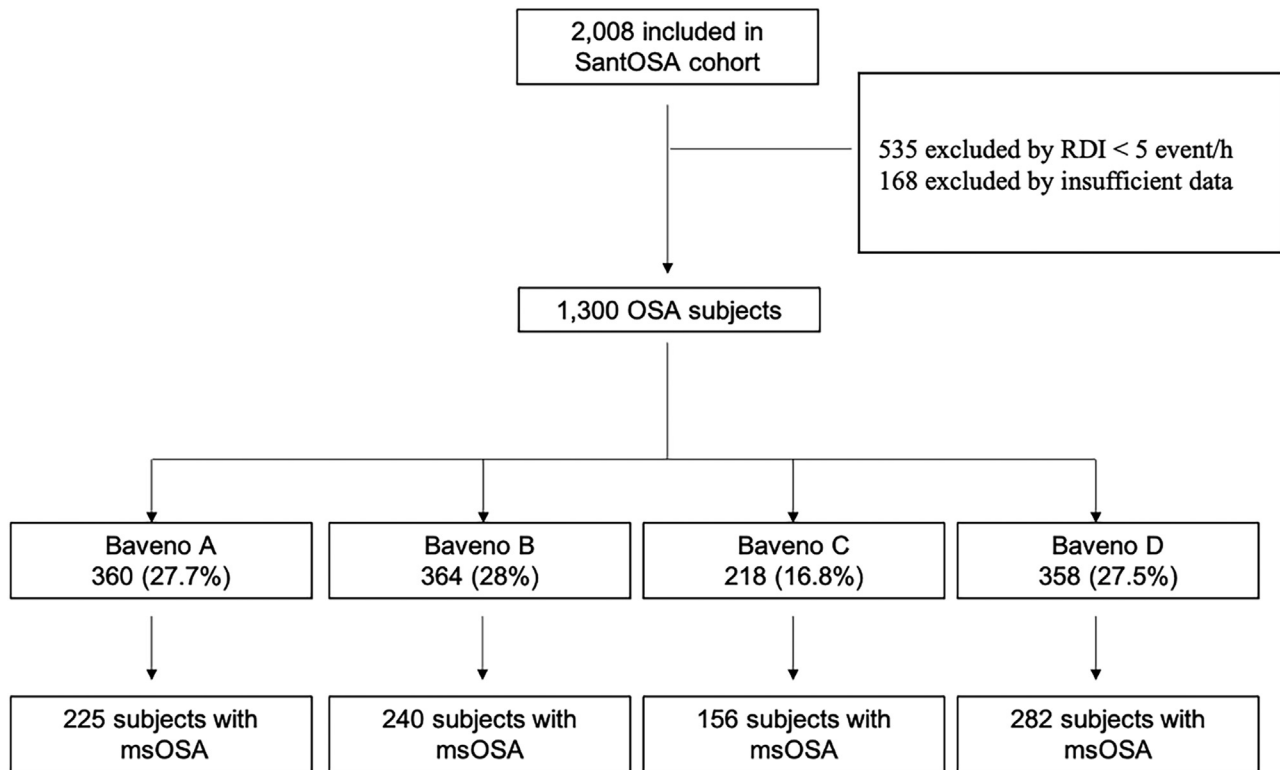 2,008 included in
SantOSA cohort
535 excluded by RDI < 5 event/h
168 excluded by insufficient data
1,300 OSA subjects
Baveno A
360 (27.7%)
Baveno B
364 (28%)
Baveno C
218 (16.8%)
Baveno D
358 (27.5%)
225 subjects with
msOSA
240 subjects with
msOSA
156 subjects with
msOSA
282 subjects with
msOSA